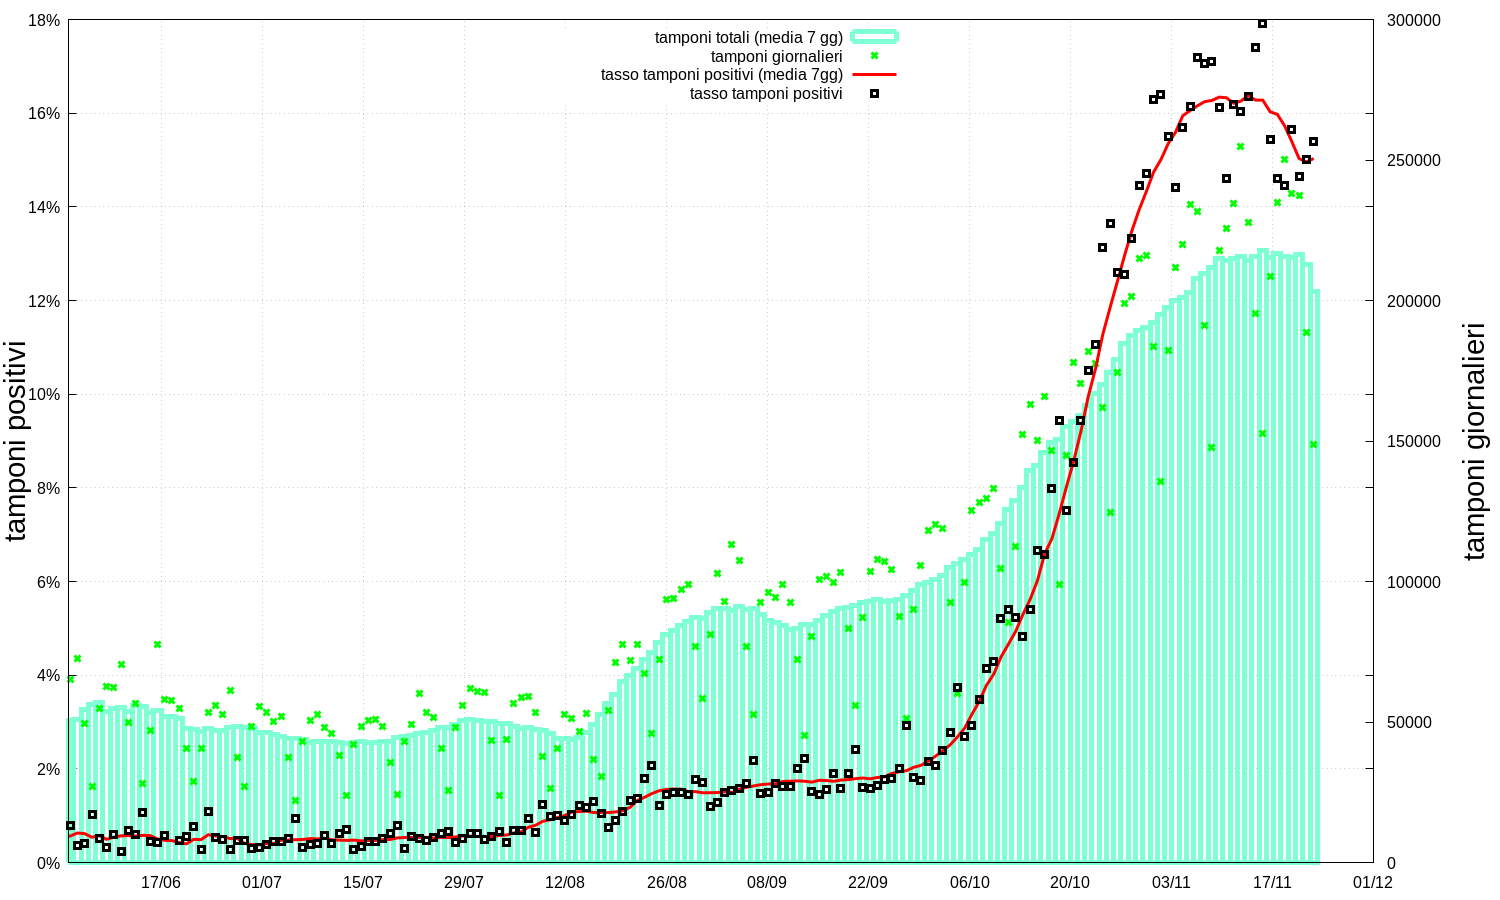 tamponi totali (media 7 gg)
tamponi giornalieri
tasso tamponi positivi (media 7gg)
tasso tamponi positivi
tamponi positivi
18%
16%
14%
12%
10%
8%
6%
4%
2%
0%
300000
250000
200000
150000
100000
50000
0
tamponi giornalieri
17/06 01/07 15/07 29/07 12/08 26/08 08/09 22/09 06/10 20/10 03/11 17/11 01/12